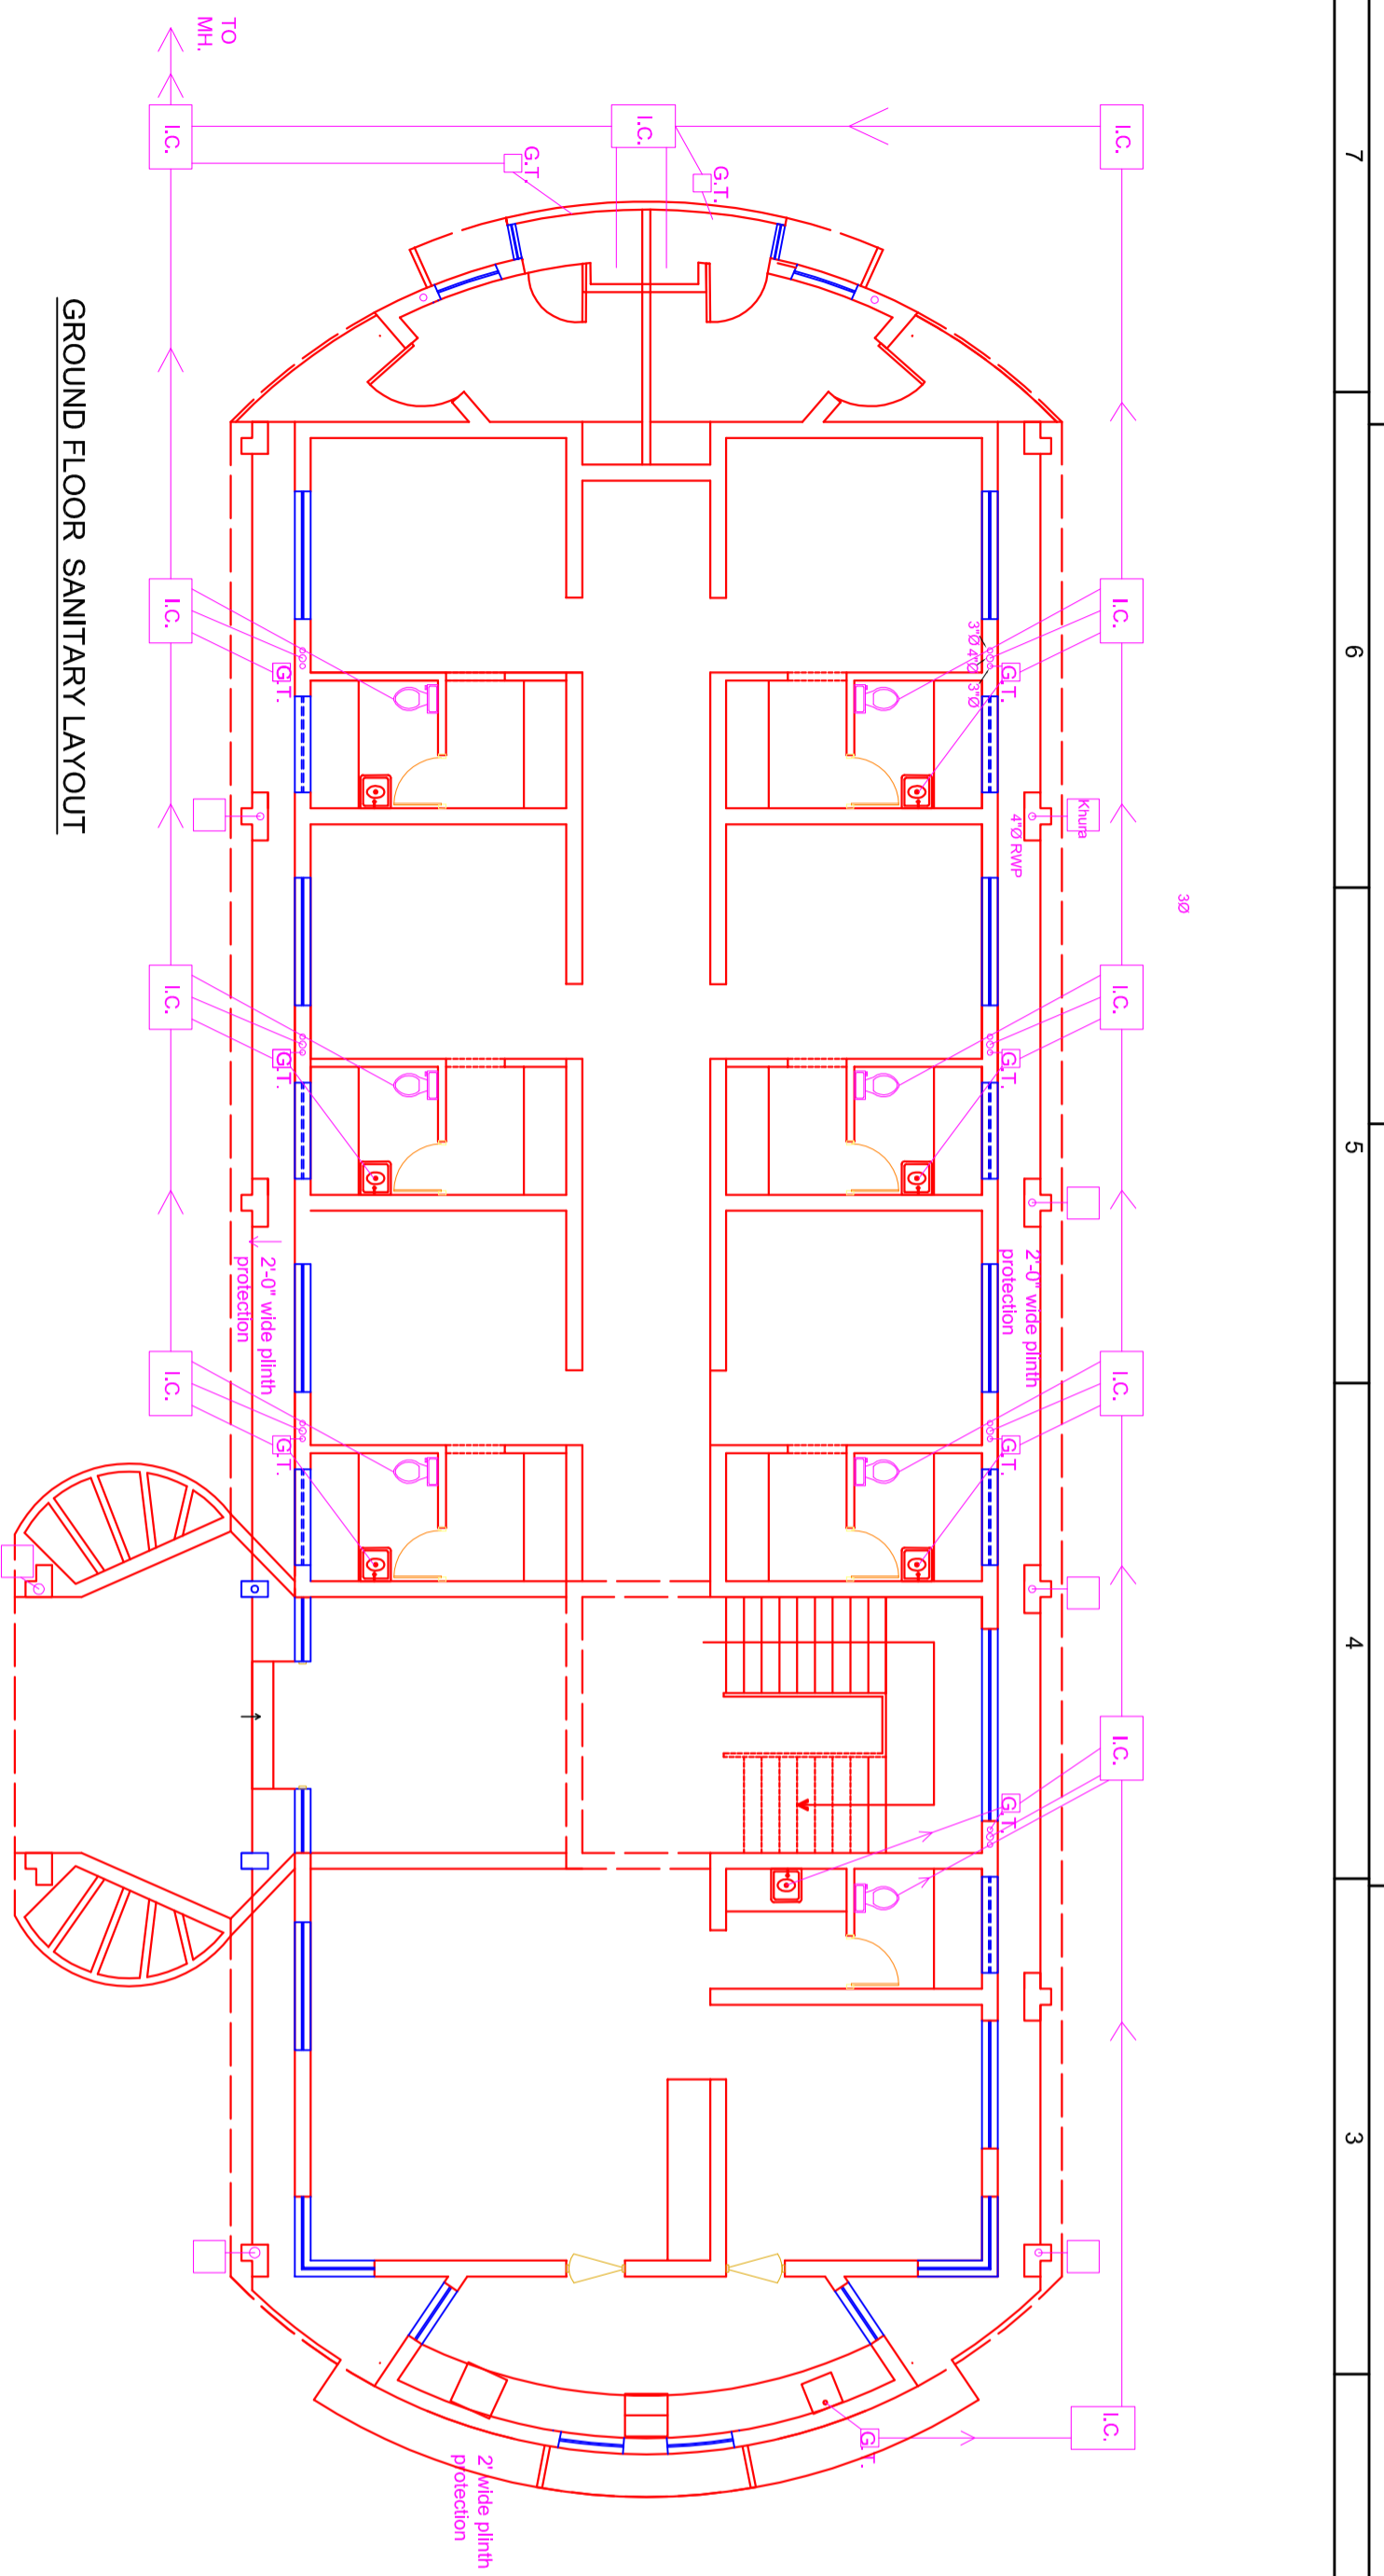 7
6
5
4
3
3Ø
I.C.
I.C.
I.C.
I.C.
I.C.
I.C.
Khura
2'-0" wide plinth
protection
4"Ø RWP
G.T.
G.T.
G.T.
G.T.
3"Ø 4"Ø 3"Ø
G.T.
G.T.
I.C.
G.T.
2' wide plinth
protection
G.T.
G.T.
G.T.
2'-0" wide plinth
protection
TO
MH.
I.C.
I.C.
I.C.
I.C.
GROUND FLOOR SANITARY LAYOUT